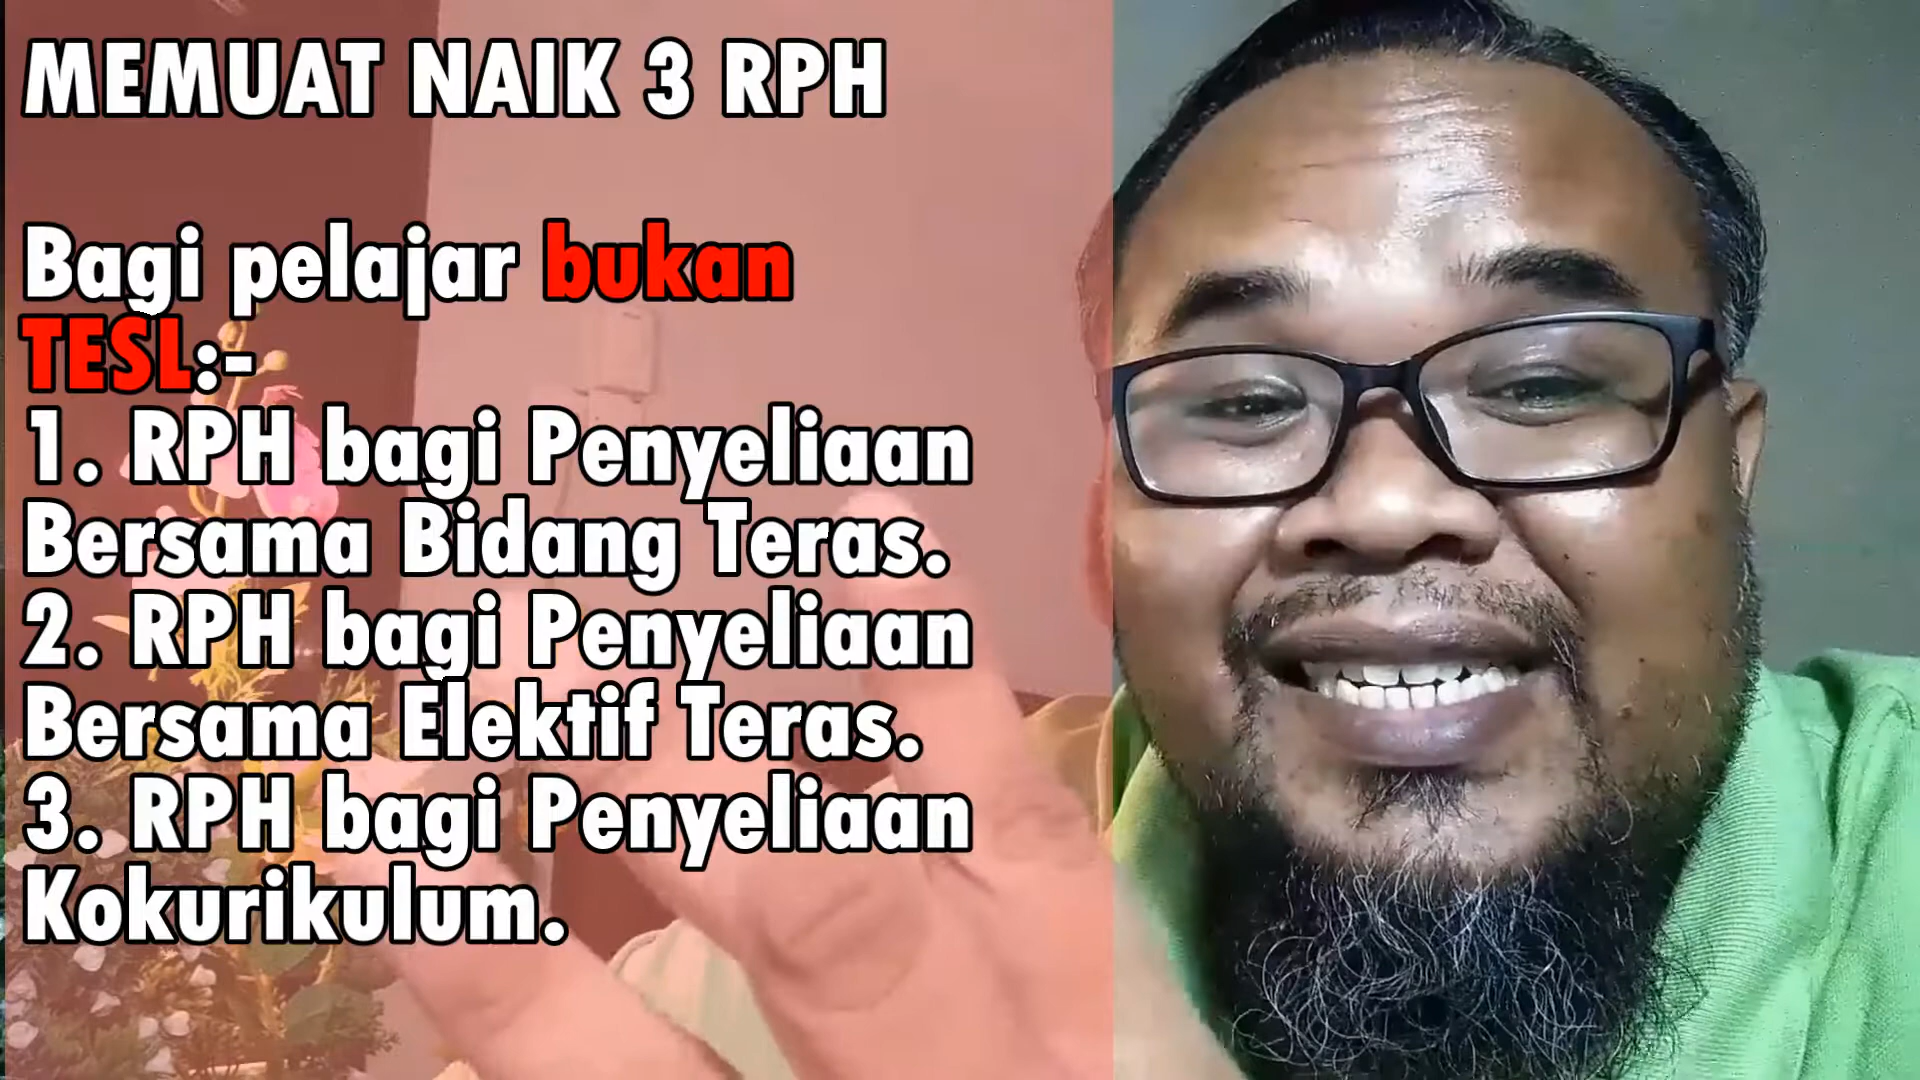 MEMUAT NAIK 3 RPH
Bagi pelajar bukan
TESL:-
1. RPH bagi Penyeliaan
Bersama Bidang Teras.
2. RPH bagi Penyeliaan
Bersama Elektif Teras.
3. RPH bagi Penyeliaan
Kokurikulum.